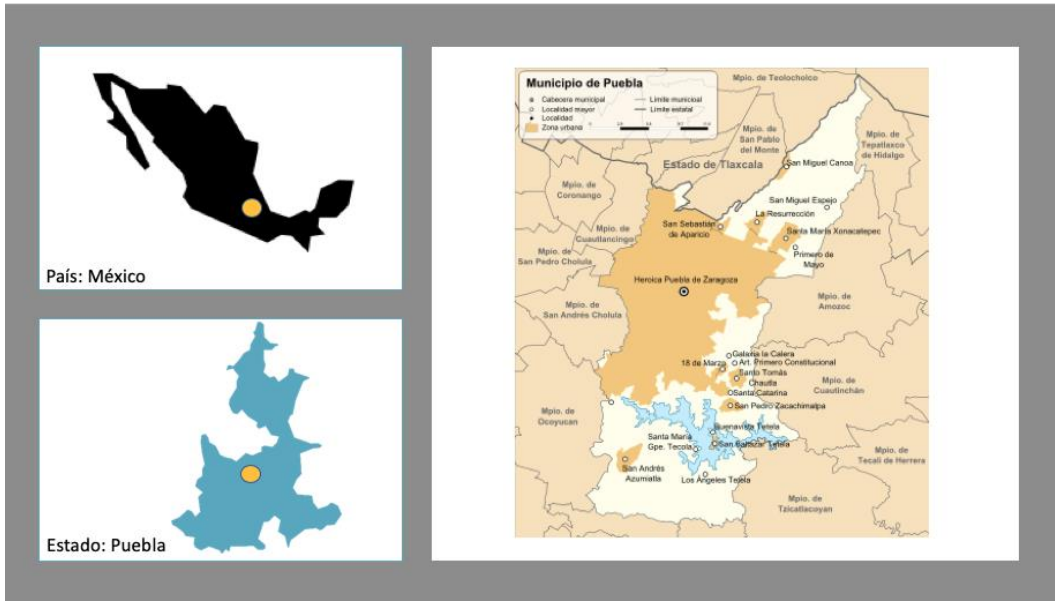 País: México
Estado: Puebla
Municipio de Puebla
Cabecera municipal
Localidad mayor
Localidad
Zona urbana
Límite municipal
Límite estatal
Mpio. de Teolocholco
Mpio. de
San Pablo
del Monte
Mpio. de
Tepatlaxco
de Hidalgo
Estado de Tlaxcala
San Miguel Canoa
Mpio. de
Coronango
San Miguel Espejo
La Resurrección
Mpio. de
Cuautlancingo
San Sebastián
de Aparicio
Santa María Xonacatepec
Mpio. de
San Pedro Cholula
Primero de
Mayo
Heroica Puebla de Zaragoza
Mpio. de
San Andrés Cholula
Mpio. de
Amozoc
Galaxia la Calera
18 de Marzo
Art. Primero Constitucional
Santo Tomás
Chautla
Mpio. de
Cuautinchán
Santa Catarina
San Pedro Zacachimalpa
Mpio. de
Ocoyucan
Buenavista Tetela
Santa María
Gpe. Tecola
San Baltazar Tetela
Mpio. de
Tecali de Herrera
San Andrés
Azumiatla
Los Ángeles Tetela
Mpio. de
Tzicatlacoyan